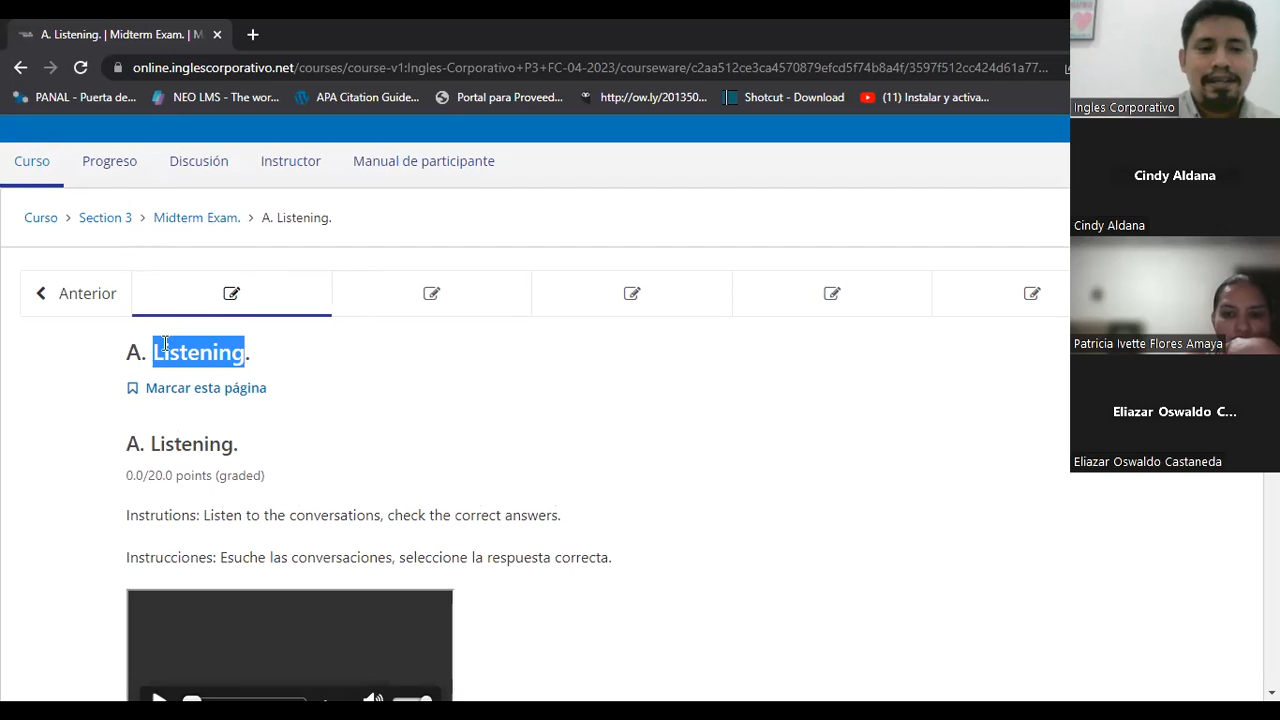 A. Listening. | Midterm Exam. | M
online.inglescorporativo.net/courses/course-v1:Ingles-Corporativo+P3+EC-04-2023/courseware/c2aa512ce3ca4570879efcd5f74b8a4f/3597f512cc424d61a77...
PANAL - Puerta de...
NEO LMS - The wor...
APA Citation Guide...
Portal para Proveed...
http://ow.ly/201350...
Shotcut - Download
(11) Instalar y activa...
Curso
Progreso
Discusión
Instructor
Manual de participante
Curso > Section 3 > Midterm Exam. > A. Listening.
Anterior
A. Listening.
Marcar esta página
A. Listening.
0.0/20.0 points (graded)
Instrutions: Listen to the conversations, check the correct answers.
Instrucciones: Esuche las conversaciones, seleccione la respuesta correcta.
Ingles Corporativo
Cindy Aldana
Cindy Aldana
Patricia Ivette Flores Amaya
Eliazar Oswaldo C...
Eliazar Oswaldo Castaneda